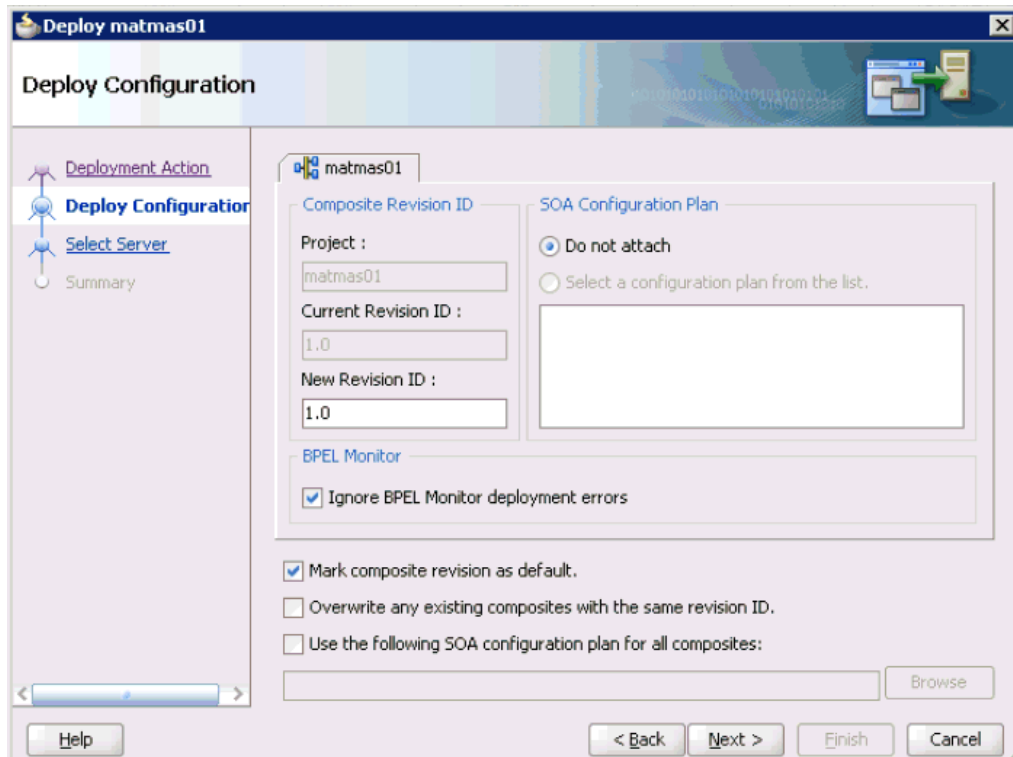 Deploy matmas01
Deploy Configuration
Deployment Action
Deploy Configuration
Select Server
Summary
matmas01
Composite Revision ID
Project :
matmas01
Current Revision ID :
1.0
New Revision ID :
1.0
SOA Configuration Plan
Do not attach
Select a configuration plan from the list.
BPEL Monitor
Ignore BPEL Monitor deployment errors
Mark composite revision as default.
Overwrite any existing composites with the same revision ID.
Use the following SOA configuration plan for all composites:
Browse
Help
< Back
Next >
Finish
Cancel